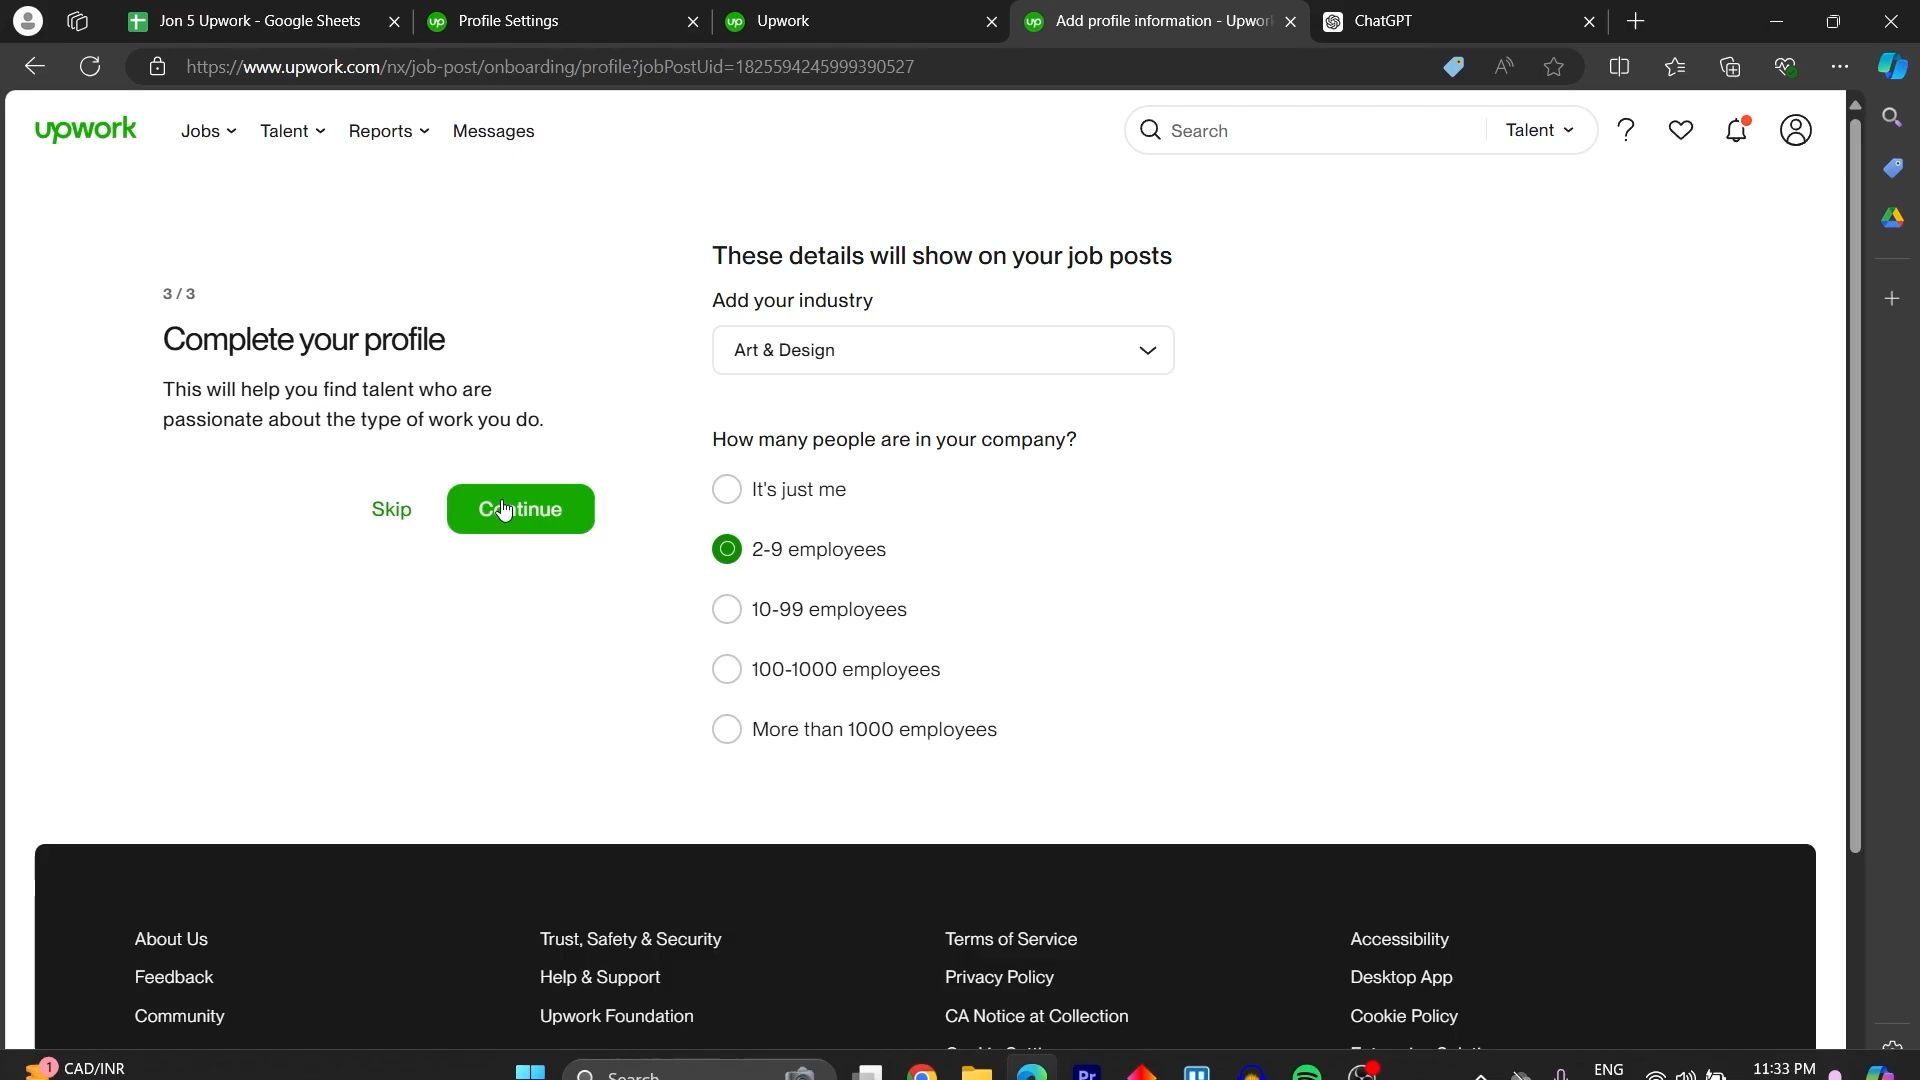 Jon 5 Upwork - Google Sheets
Profile Settings
Upwork
Add profile information - Upwor
ChatGPT
https://www.upwork.com/nx/job-post/onboarding/profile?jobPostUid=1825594245999390527
upwork
Jobs
Talent
Reports
Messages
Search
Talent
3 / 3
Complete your profile
This will help you find talent who are
passionate about the type of work you do.
Skip
Continue
These details will show on your job posts
Add your industry
Art & Design
How many people are in your company?
It's just me
2-9 employees
10-99 employees
100-1000 employees
More than 1000 employees
About Us
Trust, Safety & Security
Terms of Service
Accessibility
Feedback
Help & Support
Privacy Policy
Desktop App
Community
Upwork Foundation
CA Notice at Collection
Cookie Policy
1
CAD/INR
Search
Pr
ENG
11:33 PM